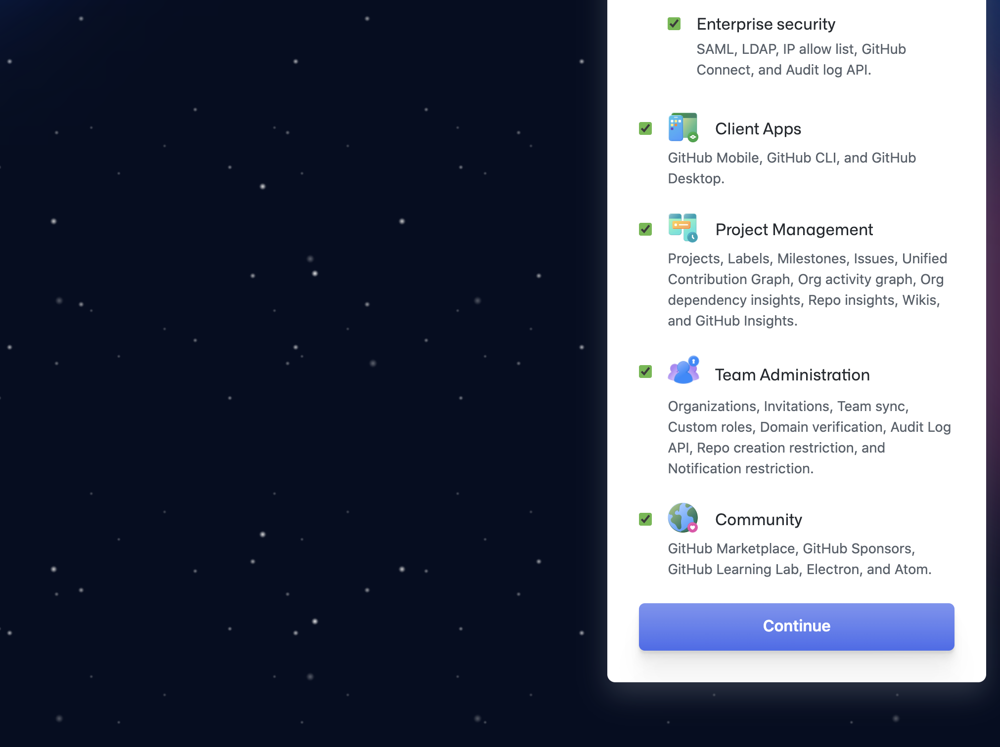 Enterprise security
SAML, LDAP, IP allow list, GitHub
Connect, and Audit log API.
Client Apps
GitHub Mobile, GitHub CLI, and GitHub
Desktop.
Project Management
Projects, Labels, Milestones, Issues, Unified
Contribution Graph, Org activity graph, Org
dependency insights, Repo insights, Wikis,
and GitHub Insights.
Team Administration
Organizations, Invitations, Team sync,
Custom roles, Domain verification, Audit Log
API, Repo creation restriction, and
Notification restriction.
Community
GitHub Marketplace, GitHub Sponsors,
GitHub Learning Lab, Electron, and Atom.
Continue